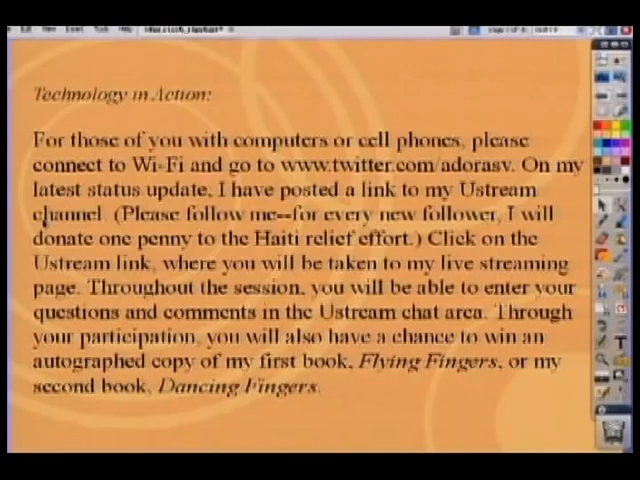 Technology in Action:
For those of you with computers or cell phones, please
connect to Wi-Fi and go to www.twitter.com/adorasv. On my
latest status update, I have posted a link to my Ustream
channel. (Please follow me--for every new follower, I will
donate one penny to the Haiti relief effort.) Click on the
Ustream link, where you will be taken to my live streaming
page. Throughout the session, you will be able to enter your
questions and comments in the Ustream chat area. Through
your participation, you will also have a chance to win an
autographed copy of my first book, Flying Fingers, or my
second book, Dancing Fingers.